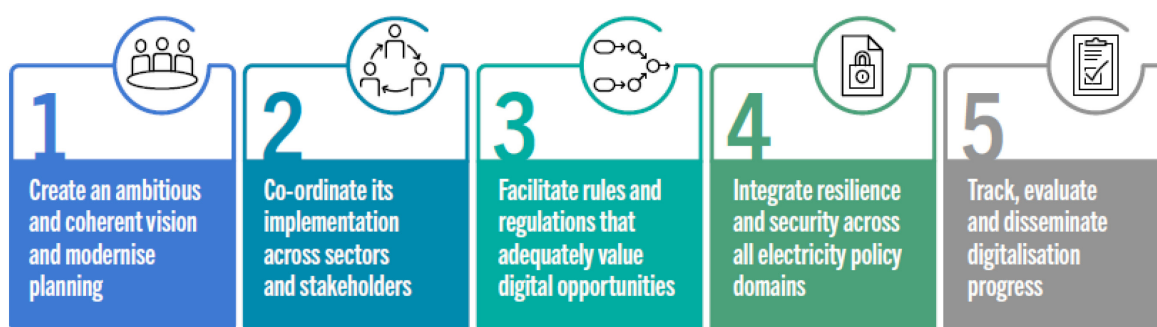 1
Create an ambitious
and coherent vision
and modernise
planning
2
Co-ordinate its
implementation
across sectors
and stakeholders
3
Facilitate rules and
regulations that
adequately value
digital opportunities
4
Integrate resilience
and security across
all electricity policy
domains
5
Track, evaluate
and disseminate
digitalisation
progress